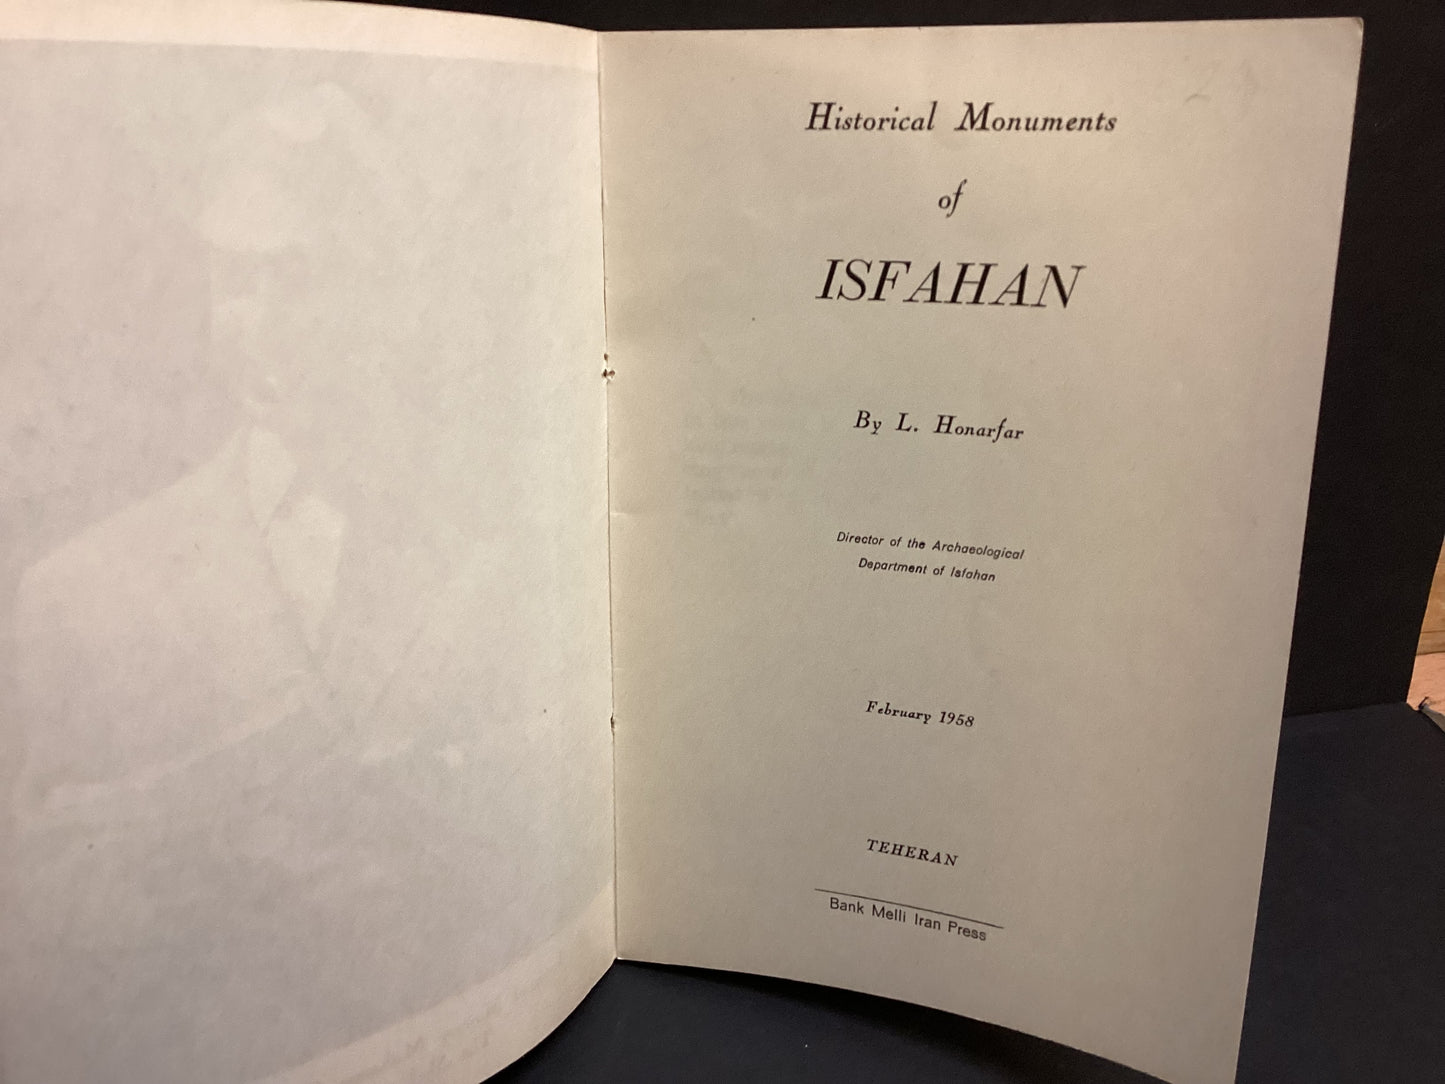 Historical Monuments
of
ISFAHAN
By L. Honarfar
Director of the Archaeological
Department of Isfahan
February 1958
TEHERAN
Bank Melli Iran Press